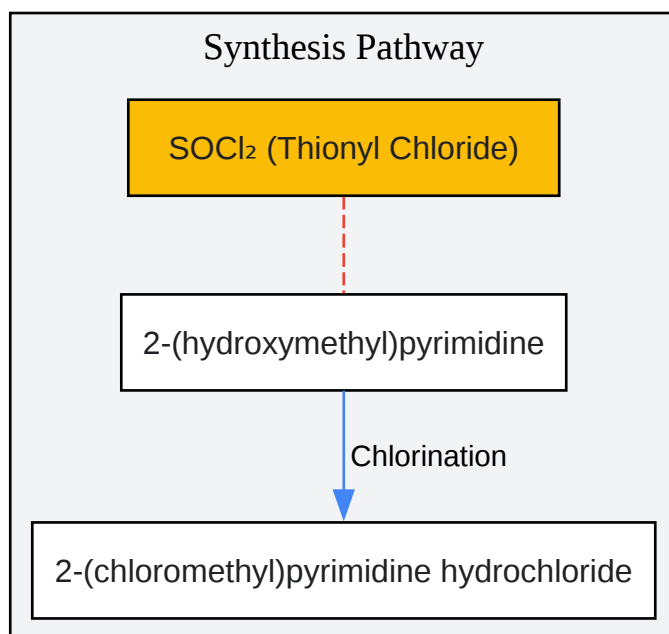 Synthesis Pathway
SOCl₂ (Thionyl Chloride)
2-(hydroxymethyl)pyrimidine
Chlorination
2-(chloromethyl)pyrimidine hydrochloride